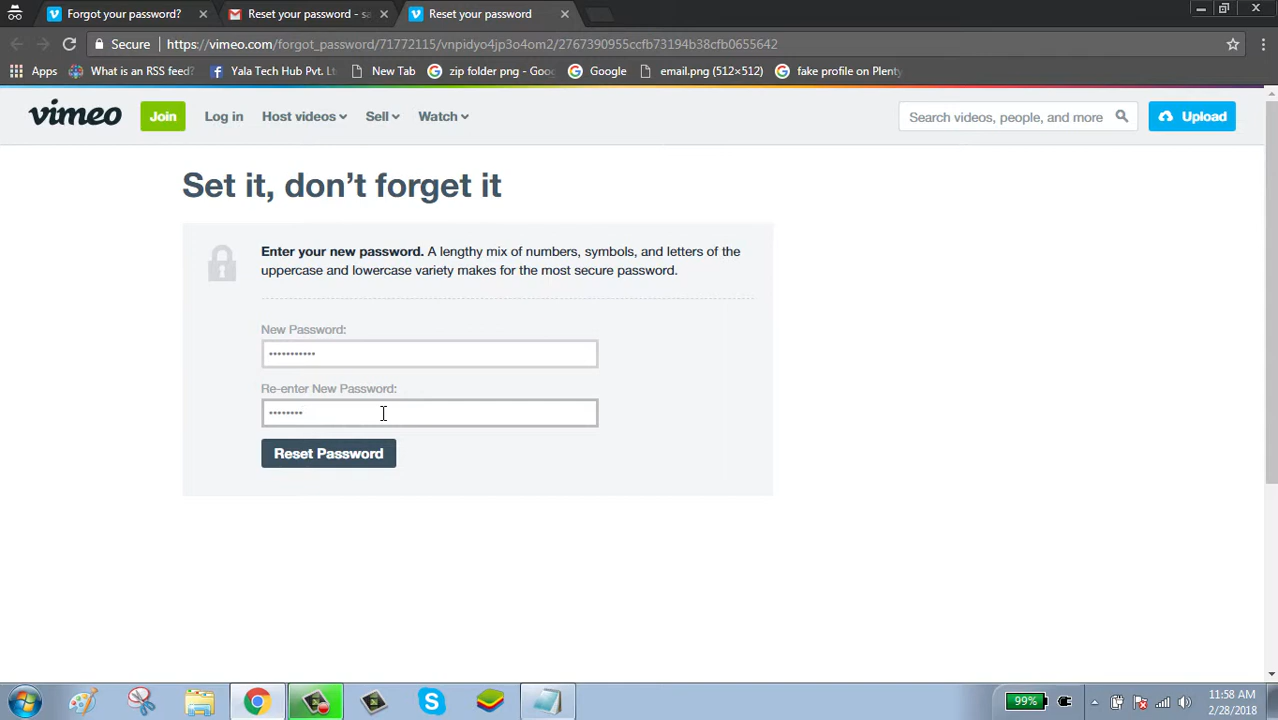 Forgot your password?
Reset your password - sa
Reset your password
Secure https://vimeo.com/forgot_password/71772115/vnpidyo4jp3o4om2/2767390955ccfb73194b38cfb0655642
Apps What is an RSS feed? Yala Tech Hub Pvt. Lt New Tab zip folder png - Goo Google email.png (512×512) fake profile on Plenty
vimeo Join Log in Host videos Sell Watch Search videos, people, and more Upload
Set it, don’t forget it
Enter your new password. A lengthy mix of numbers, symbols, and letters of the
uppercase and lowercase variety makes for the most secure password.
New Password:
•••••••••••
Re-enter New Password:
••••••••
Reset Password
99%
11:58 AM
2/28/2018